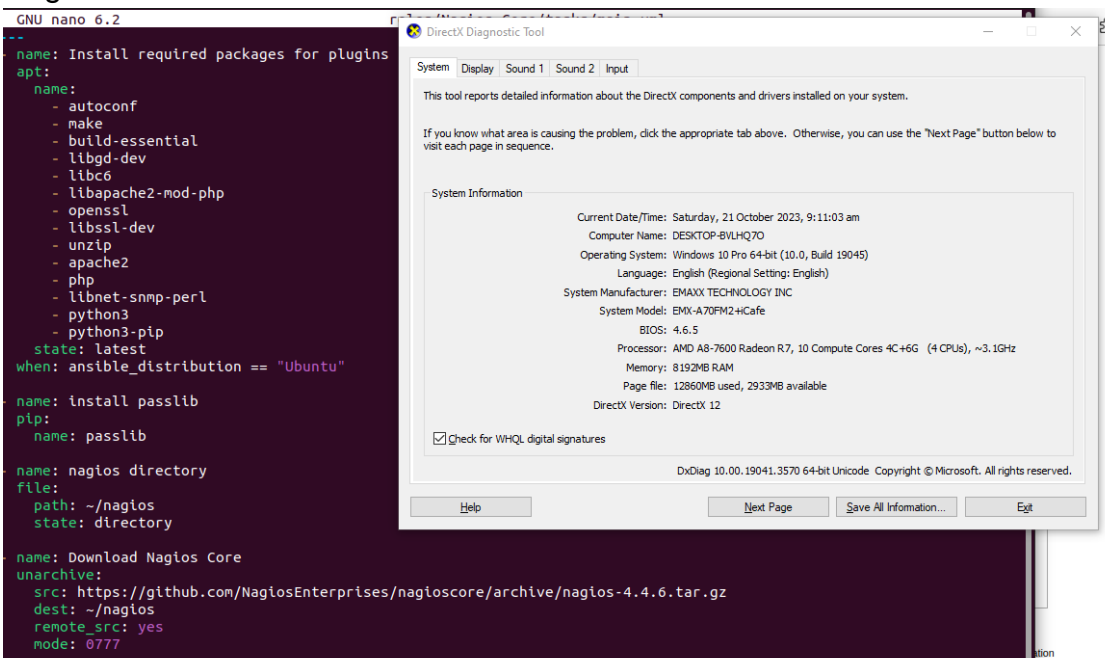 GNU nano 6.2
---
- name: Install required packages for plugins
apt:
name:
- autoconf
- make
- build-essential
- libgd-dev
- libc6
- libapache2-mod-php
- openssl
- libssl-dev
- unzip
- apache2
- php
- libnet-snmp-perl
- python3
- python3-pip
state: latest
when: ansible_distribution == "Ubuntu"
- name: install passlib
pip:
name: passlib
- name: nagios directory
file:
path: ~/nagios
state: directory
- name: Download Nagios Core
unarchive:
src: https://github.com/NagiosEnterprises/nagioscore/archive/nagios-4.4.6.tar.gz
dest: ~/nagios
remote_src: yes
mode: 0777
DirectX Diagnostic Tool
System Display Sound 1 Sound 2 Input
This tool reports detailed information about the DirectX components and drivers installed on your system.
If you know what area is causing the problem, click the appropriate tab above. Otherwise, you can use the "Next Page" button below to
visit each page in sequence.
System Information
Current Date/Time: Saturday, 21 October 2023, 9:11:03 am
Computer Name: DESKTOP-BVLHQ7O
Operating System: Windows 10 Pro 64-bit (10.0, Build 19045)
Language: English (Regional Setting: English)
System Manufacturer: EMAXX TECHNOLOGY INC
System Model: EMX-A70FM2+iCafe
BIOS: 4.6.5
Processor: AMD A8-7600 Radeon R7, 10 Compute Cores 4C+6G (4 CPUs), ~3.1GHz
Memory: 8192MB RAM
Page file: 12860MB used, 2933MB available
DirectX Version: DirectX 12
Check for WHQL digital signatures
DxDiag 10.00.19041.3570 64-bit Unicode Copyright © Microsoft. All rights reserved.
Help Next Page Save All Information... Exit